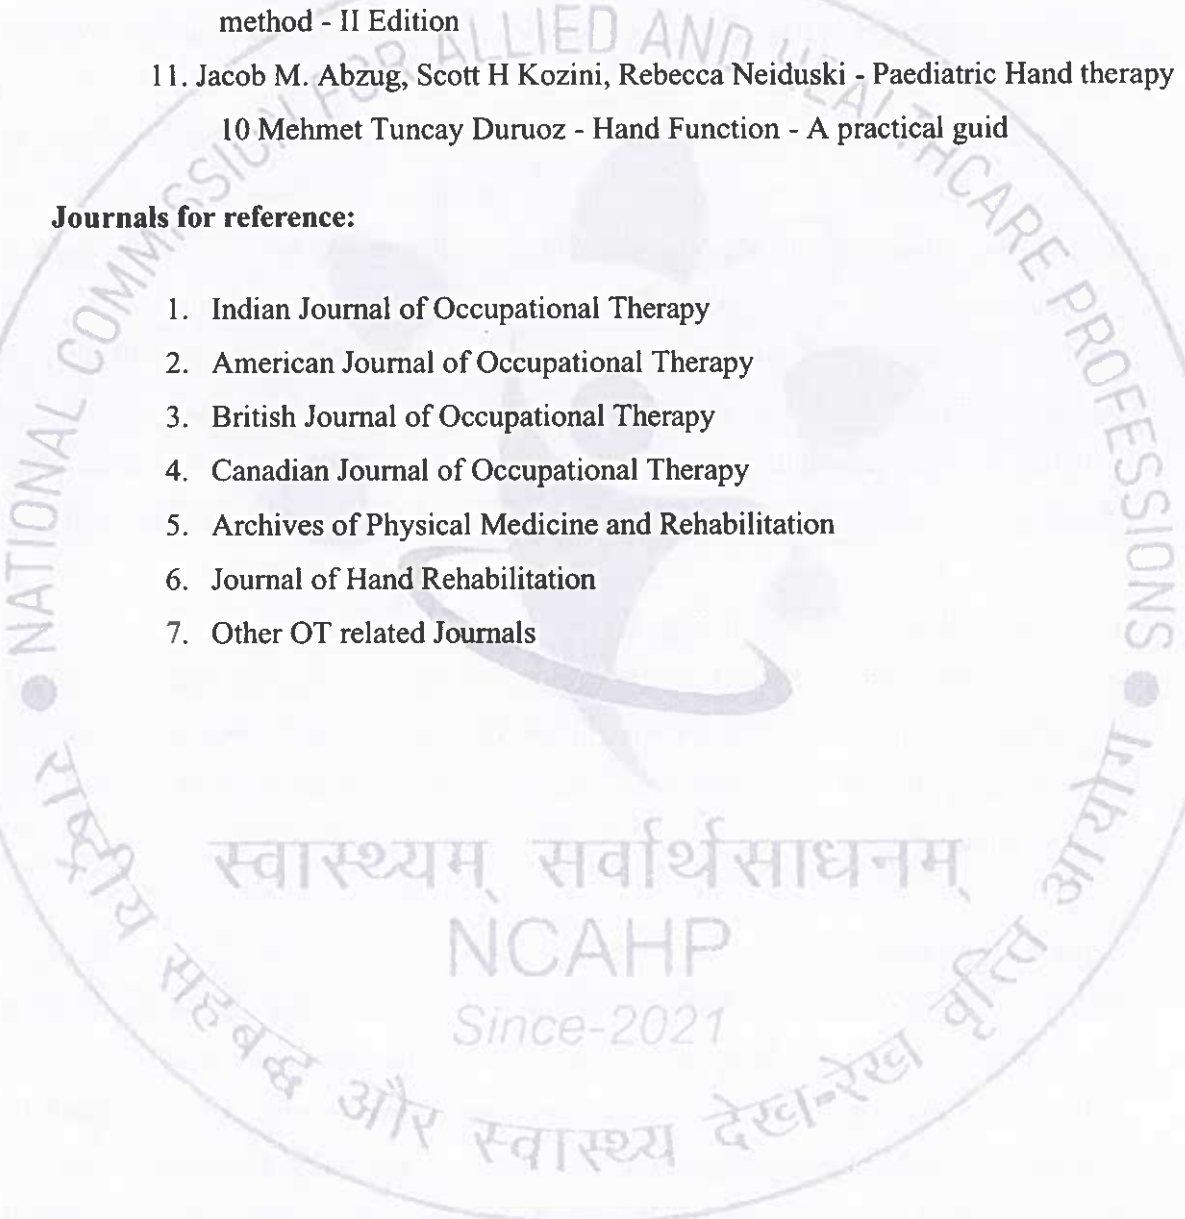 method - II Edition
11. Jacob M. Abzug, Scott H Kozini, Rebecca Neiduski - Paediatric Hand therapy
10 Mehmet Tuncay Duruoz - Hand Function - A practical guid
Journals for reference:
1. Indian Journal of Occupational Therapy
2. American Journal of Occupational Therapy
3. British Journal of Occupational Therapy
4. Canadian Journal of Occupational Therapy
5. Archives of Physical Medicine and Rehabilitation
6. Journal of Hand Rehabilitation
7. Other OT related Journals
NATIONAL COMMISSION FOR ALLIED AND HEALTHCARE PROFESSIONS
स्वास्थ्यम् सर्वार्थसाधनम्
NCAHP
Since-2021
राष्ट्रीय सहबद्ध और स्वास्थ्य देख-रेख वृत्ति आयोग